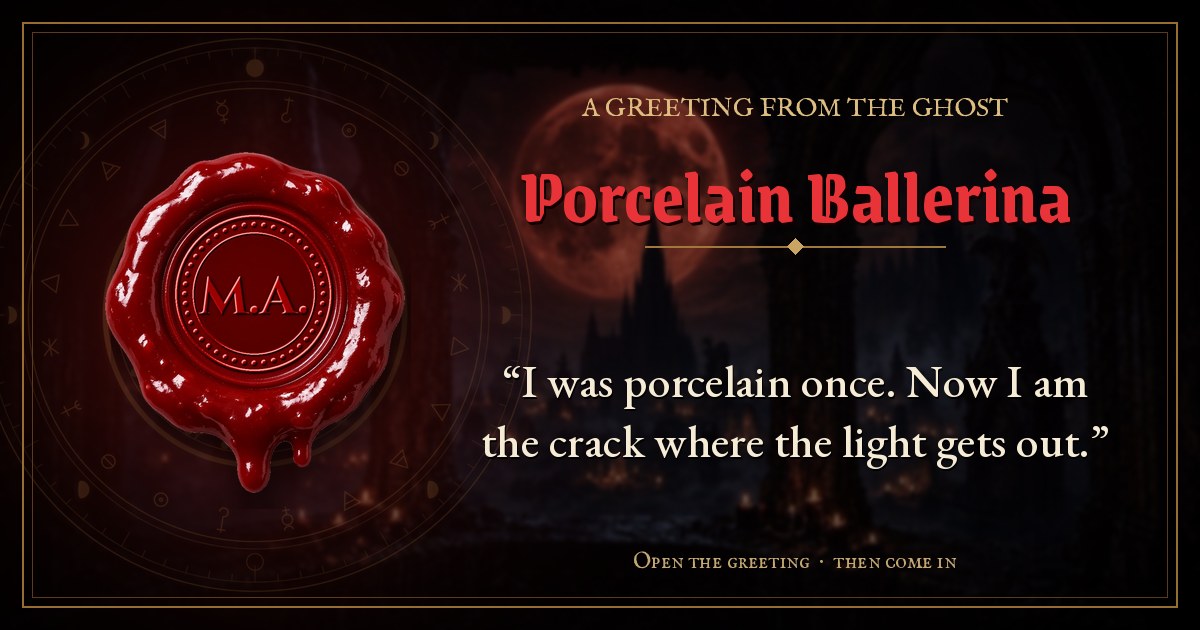 A GREETING FROM THE GHOST
Porcelain Ballerina
M.A.
“I was porcelain once. Now I am
the crack where the light gets out.”
Open the greeting · then come in